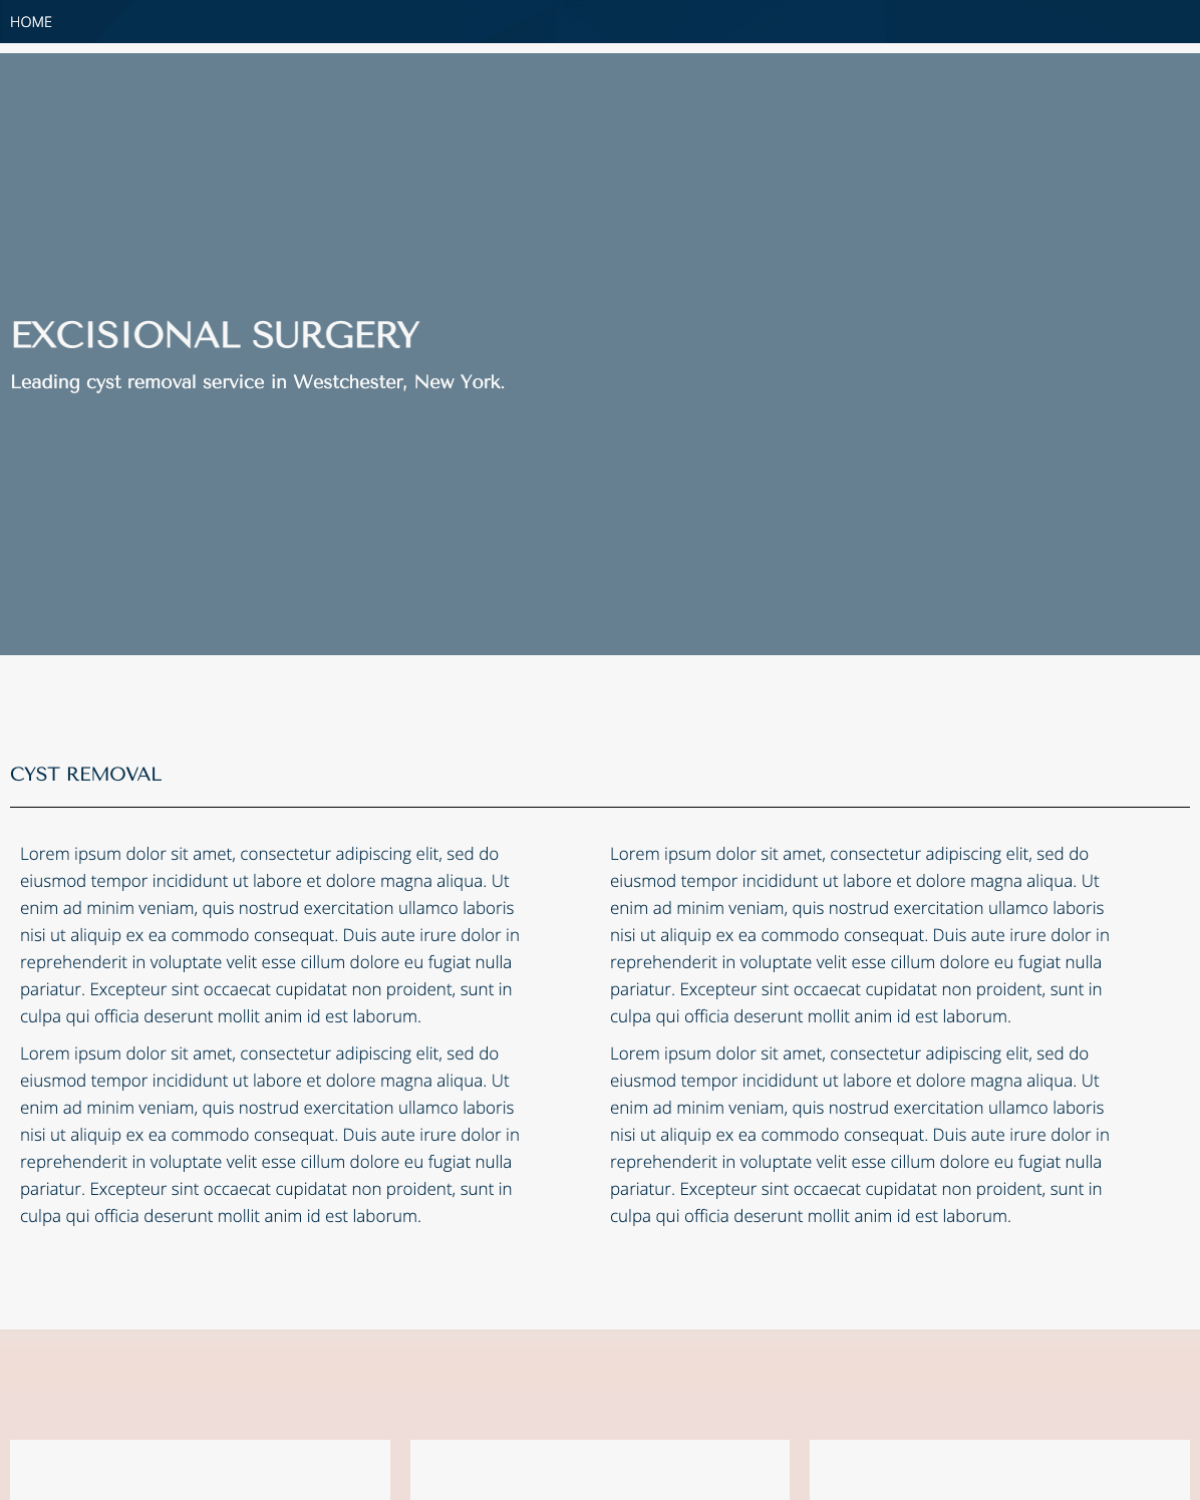 HOME
EXCISIONAL SURGERY
Leading cyst removal service in Westchester, New York.
CYST REMOVAL
Lorem ipsum dolor sit amet, consectetur adipiscing elit, sed do
eiusmod tempor incididunt ut labore et dolore magna aliqua. Ut
enim ad minim veniam, quis nostrud exercitation ullamco laboris
nisi ut aliquip ex ea commodo consequat. Duis aute irure dolor in
reprehenderit in voluptate velit esse cillum dolore eu fugiat nulla
pariatur. Excepteur sint occaecat cupidatat non proident, sunt in
culpa qui officia deserunt mollit anim id est laborum.
Lorem ipsum dolor sit amet, consectetur adipiscing elit, sed do
eiusmod tempor incididunt ut labore et dolore magna aliqua. Ut
enim ad minim veniam, quis nostrud exercitation ullamco laboris
nisi ut aliquip ex ea commodo consequat. Duis aute irure dolor in
reprehenderit in voluptate velit esse cillum dolore eu fugiat nulla
pariatur. Excepteur sint occaecat cupidatat non proident, sunt in
culpa qui officia deserunt mollit anim id est laborum.
Lorem ipsum dolor sit amet, consectetur adipiscing elit, sed do
eiusmod tempor incididunt ut labore et dolore magna aliqua. Ut
enim ad minim veniam, quis nostrud exercitation ullamco laboris
nisi ut aliquip ex ea commodo consequat. Duis aute irure dolor in
reprehenderit in voluptate velit esse cillum dolore eu fugiat nulla
pariatur. Excepteur sint occaecat cupidatat non proident, sunt in
culpa qui officia deserunt mollit anim id est laborum.
Lorem ipsum dolor sit amet, consectetur adipiscing elit, sed do
eiusmod tempor incididunt ut labore et dolore magna aliqua. Ut
enim ad minim veniam, quis nostrud exercitation ullamco laboris
nisi ut aliquip ex ea commodo consequat. Duis aute irure dolor in
reprehenderit in voluptate velit esse cillum dolore eu fugiat nulla
pariatur. Excepteur sint occaecat cupidatat non proident, sunt in
culpa qui officia deserunt mollit anim id est laborum.